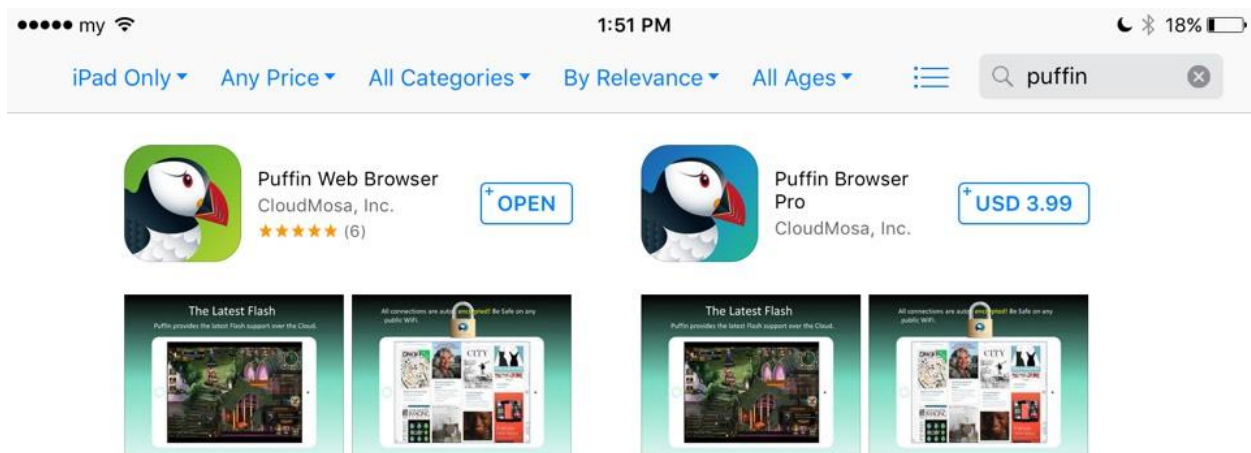 my 1:51 PM 18%
iPad Only Any Price All Categories By Relevance All Ages puffin
Puffin Web Browser
CloudMosa, Inc.
(6)
+ OPEN
Puffin Browser
Pro
CloudMosa, Inc.
+ USD 3.99
The Latest Flash
Puffin provides the latest Flash support over the Cloud.
All connections are auto encrypted! Be Safe on any
public WiFi.
CITY
The Latest Flash
Puffin provides the latest Flash support over the Cloud.
All connections are auto encrypted! Be Safe on any
public WiFi.
CITY